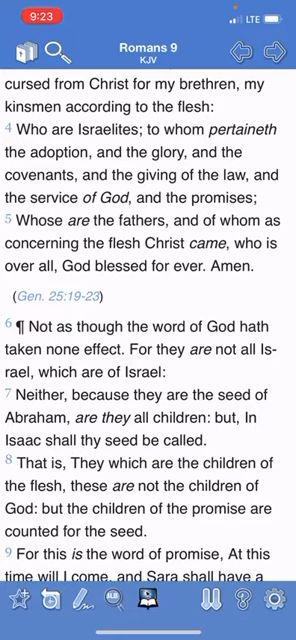 9:23
LTE
Romans 9
KJV
cursed from Christ for my brethren, my
kinsmen according to the flesh:
4 Who are Israelites; to whom pertaineth
the adoption, and the glory, and the
covenants, and the giving of the law, and
the service of God, and the promises;
5 Whose are the fathers, and of whom as
concerning the flesh Christ came, who is
over all, God blessed for ever. Amen.
(Gen. 25:19-23)
6 ¶ Not as though the word of God hath
taken none effect. For they are not all Is-
rael, which are of Israel:
7 Neither, because they are the seed of
Abraham, are they all children: but, In
Isaac shall thy seed be called.
8 That is, They which are the children of
the flesh, these are not the children of
God: but the children of the promise are
counted for the seed.
9 For this is the word of promise, At this
time will I come, and Sara shall have a